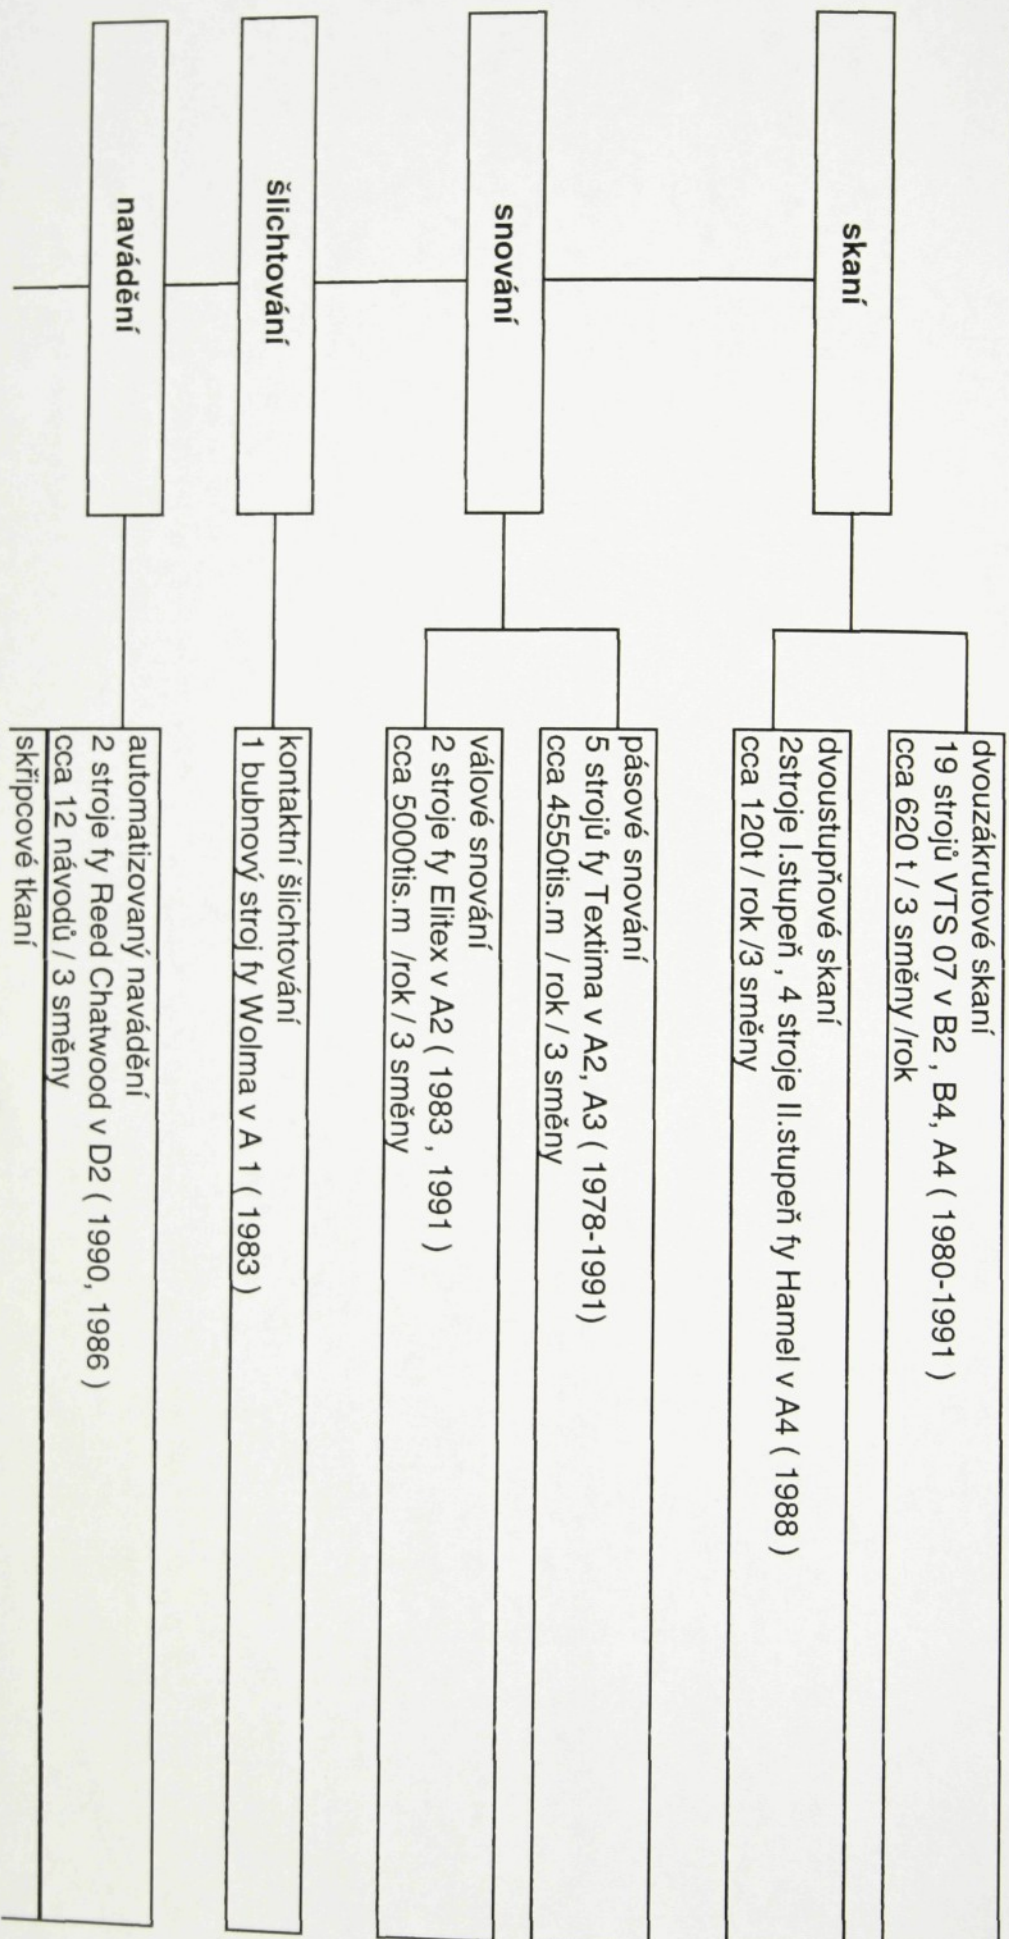 skaní
dvouzákrutové skaní
19 strojů VTS 07 v B2 , B4, A4 ( 1980-1991 )
cca 620 t / 3 směny /rok
dvoustupňové skaní
2stroje I.stupeň , 4 stroje II.stupeň fy Hamel v A4 ( 1988 )
cca 120t / rok /3 směny
snování
pásové snování
5 strojů fy Textima v A2, A3 ( 1978-1991)
cca 4550tis.m / rok / 3 směny
válové snování
2 stroje fy Elitex v A2 ( 1983 , 1991 )
cca 5000tis.m /rok / 3 směny
šlichtování
kontaktní šlichtování
1 bubnový stroj fy Wolma v A 1 ( 1983 )
navádění
automatizovaný navádění
2 stroje fy Reed Chatwood v D2 ( 1990, 1986 )
cca 12 návodů / 3 směny
skřipcové tkaní